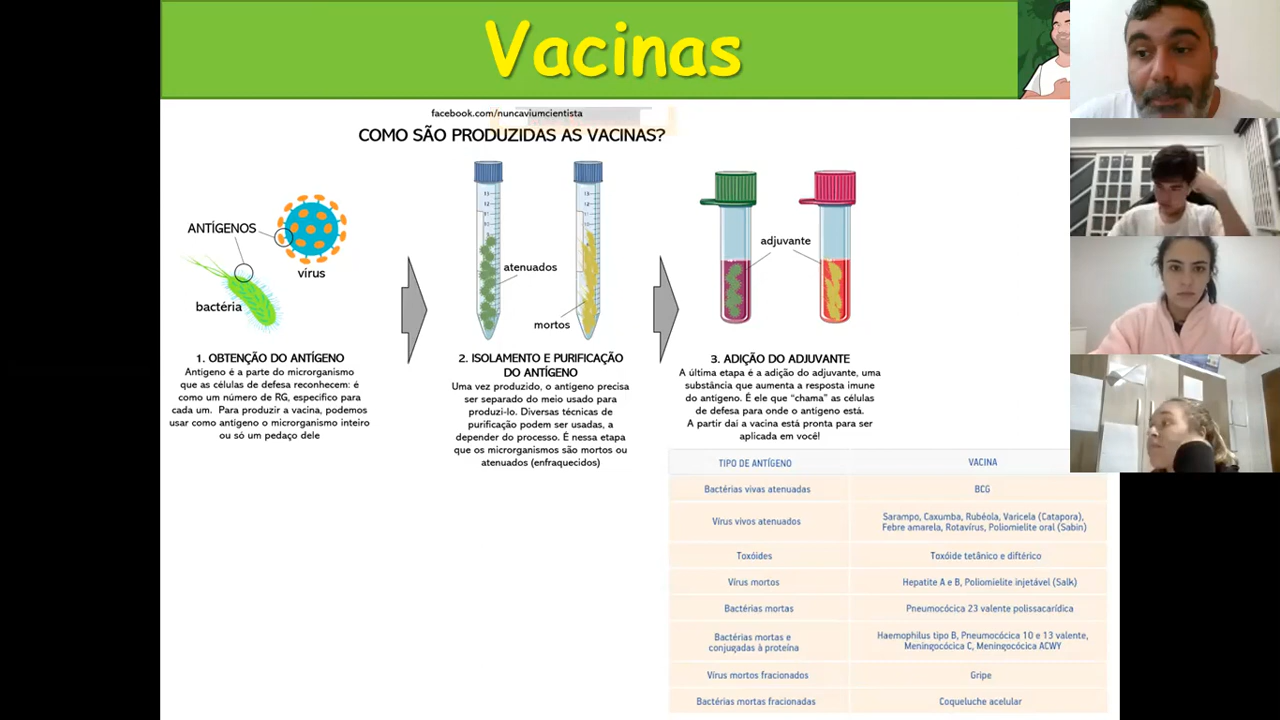 Vacinas
facebook.com/nuncaviumcientista
COMO SÃO PRODUZIDAS AS VACINAS?
ANTÍGENOS
vírus
bactéria
atenuados
mortos
adjuvante
1. OBTENÇÃO DO ANTÍGENO
Antígeno é a parte do microrganismo
que as células de defesa reconhecem: é
como um número de RG, especifico para
cada um. Para produzir a vacina, podemos
usar como antígeno o microrganismo inteiro
ou só um pedaço dele
2. ISOLAMENTO E PURIFICAÇÃO
DO ANTÍGENO
Uma vez produzido, o antígeno precisa
ser separado do meio usado para
produzi-lo. Diversas técnicas de
purificação podem ser usadas, a
depender do processo. É nessa etapa
que os microrganismos são mortos ou
atenuados (enfraquecidos)
3. ADIÇÃO DO ADJUVANTE
A última etapa é a adição do adjuvante, uma
substância que aumenta a resposta imune
do antígeno. É ele que “chama” as células
de defesa para onde o antígeno está.
A partir daí a vacina está pronta para ser
aplicada em você!
TIPO DE ANTÍGENO VACINA
Bactérias vivas atenuadas BCG
Vírus vivos atenuados Sarampo, Caxumba, Rubéola, Varicela (Catapora),
Febre amarela, Rotavírus, Poliomielite oral (Sabin)
Toxóides Toxóide tetânico e diftérico
Vírus mortos Hepatite A e B, Poliomielite injetável (Salk)
Bactérias mortas Pneumocócica 23 valente polissacarídica
Bactérias mortas e
conjugadas à proteína
Haemophilus tipo B, Pneumocócica 10 e 13 valente,
Meningocócica C, Meningocócica ACWY
Vírus mortos fracionados Gripe
Bactérias mortas fracionadas Coqueluche acelular